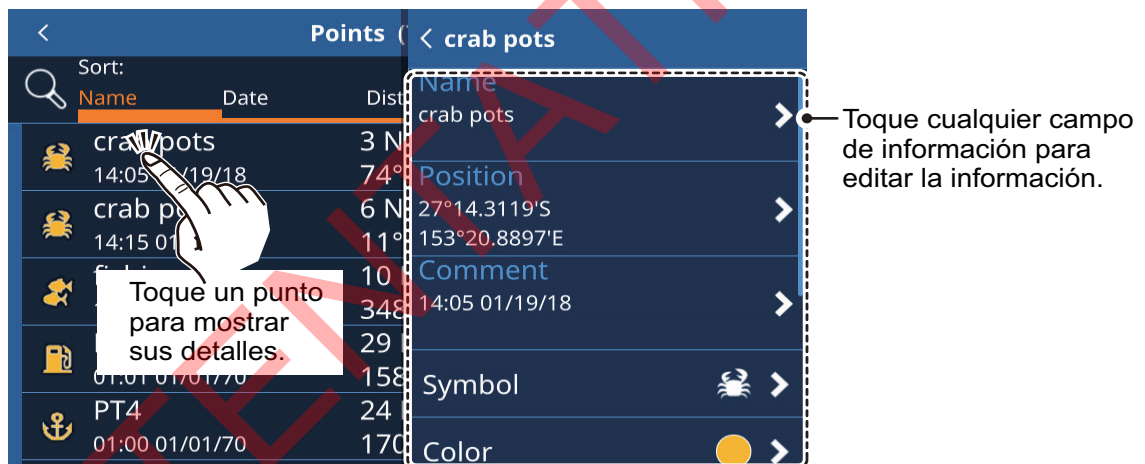 Points (
Sort:
Name Date Dist
crab pots 3 N
14:05 /19/18 74°
crab p 6 N
14:15 01 11°
10
348
29
01:01 01/01/70 158
PT4 24
01:00 01/01/70 170
Toque un punto
para mostrar
sus detalles.
crab pots
Name
crab pots
Position
27°14.3119'S
153°20.8897'E
Comment
14:05 01/19/18
Symbol
Color
Toque cualquier campo
de información para
editar la información.